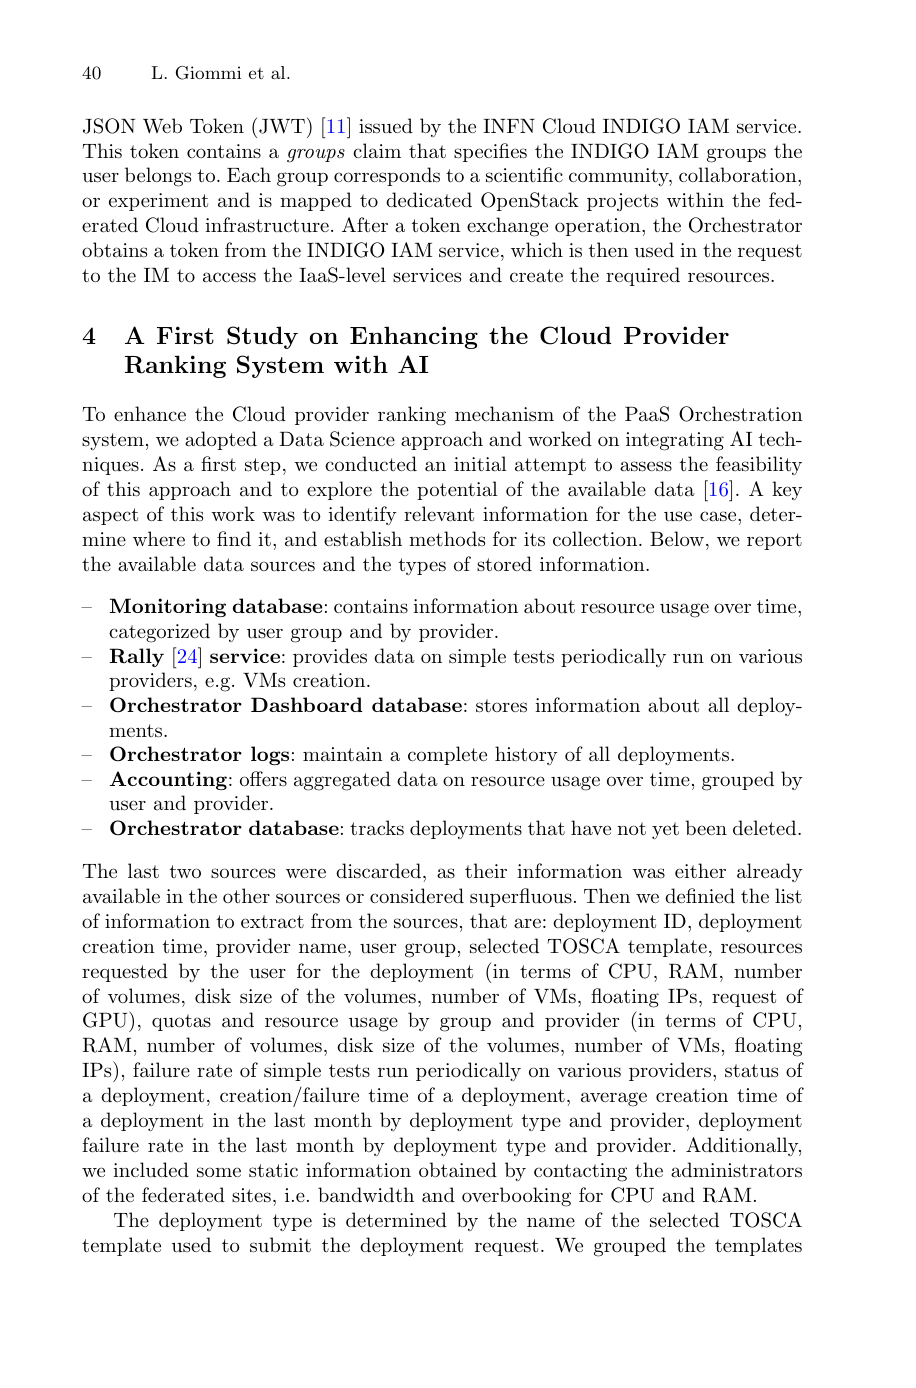 40 L. Giommi et al.
JSON Web Token (JWT) [11] issued by the INFN Cloud INDIGO IAM service.
This token contains a groups claim that specifies the INDIGO IAM groups the
user belongs to. Each group corresponds to a scientific community, collaboration,
or experiment and is mapped to dedicated OpenStack projects within the fed-
erated Cloud infrastructure. After a token exchange operation, the Orchestrator
obtains a token from the INDIGO IAM service, which is then used in the request
to the IM to access the IaaS-level services and create the required resources.
4 A First Study on Enhancing the Cloud Provider
Ranking System with AI
To enhance the Cloud provider ranking mechanism of the PaaS Orchestration
system, we adopted a Data Science approach and worked on integrating AI tech-
niques. As a first step, we conducted an initial attempt to assess the feasibility
of this approach and to explore the potential of the available data [16]. A key
aspect of this work was to identify relevant information for the use case, deter-
mine where to find it, and establish methods for its collection. Below, we report
the available data sources and the types of stored information.
– Monitoring database: contains information about resource usage over time,
categorized by user group and by provider.
– Rally [24] service: provides data on simple tests periodically run on various
providers, e.g. VMs creation.
– Orchestrator Dashboard database: stores information about all deploy-
ments.
– Orchestrator logs: maintain a complete history of all deployments.
– Accounting: offers aggregated data on resource usage over time, grouped by
user and provider.
– Orchestrator database: tracks deployments that have not yet been deleted.
The last two sources were discarded, as their information was either already
available in the other sources or considered superfluous. Then we definied the list
of information to extract from the sources, that are: deployment ID, deployment
creation time, provider name, user group, selected TOSCA template, resources
requested by the user for the deployment (in terms of CPU, RAM, number
of volumes, disk size of the volumes, number of VMs, floating IPs, request of
GPU), quotas and resource usage by group and provider (in terms of CPU,
RAM, number of volumes, disk size of the volumes, number of VMs, floating
IPs), failure rate of simple tests run periodically on various providers, status of
a deployment, creation/failure time of a deployment, average creation time of
a deployment in the last month by deployment type and provider, deployment
failure rate in the last month by deployment type and provider. Additionally,
we included some static information obtained by contacting the administrators
of the federated sites, i.e. bandwidth and overbooking for CPU and RAM.
The deployment type is determined by the name of the selected TOSCA
template used to submit the deployment request. We grouped the templates